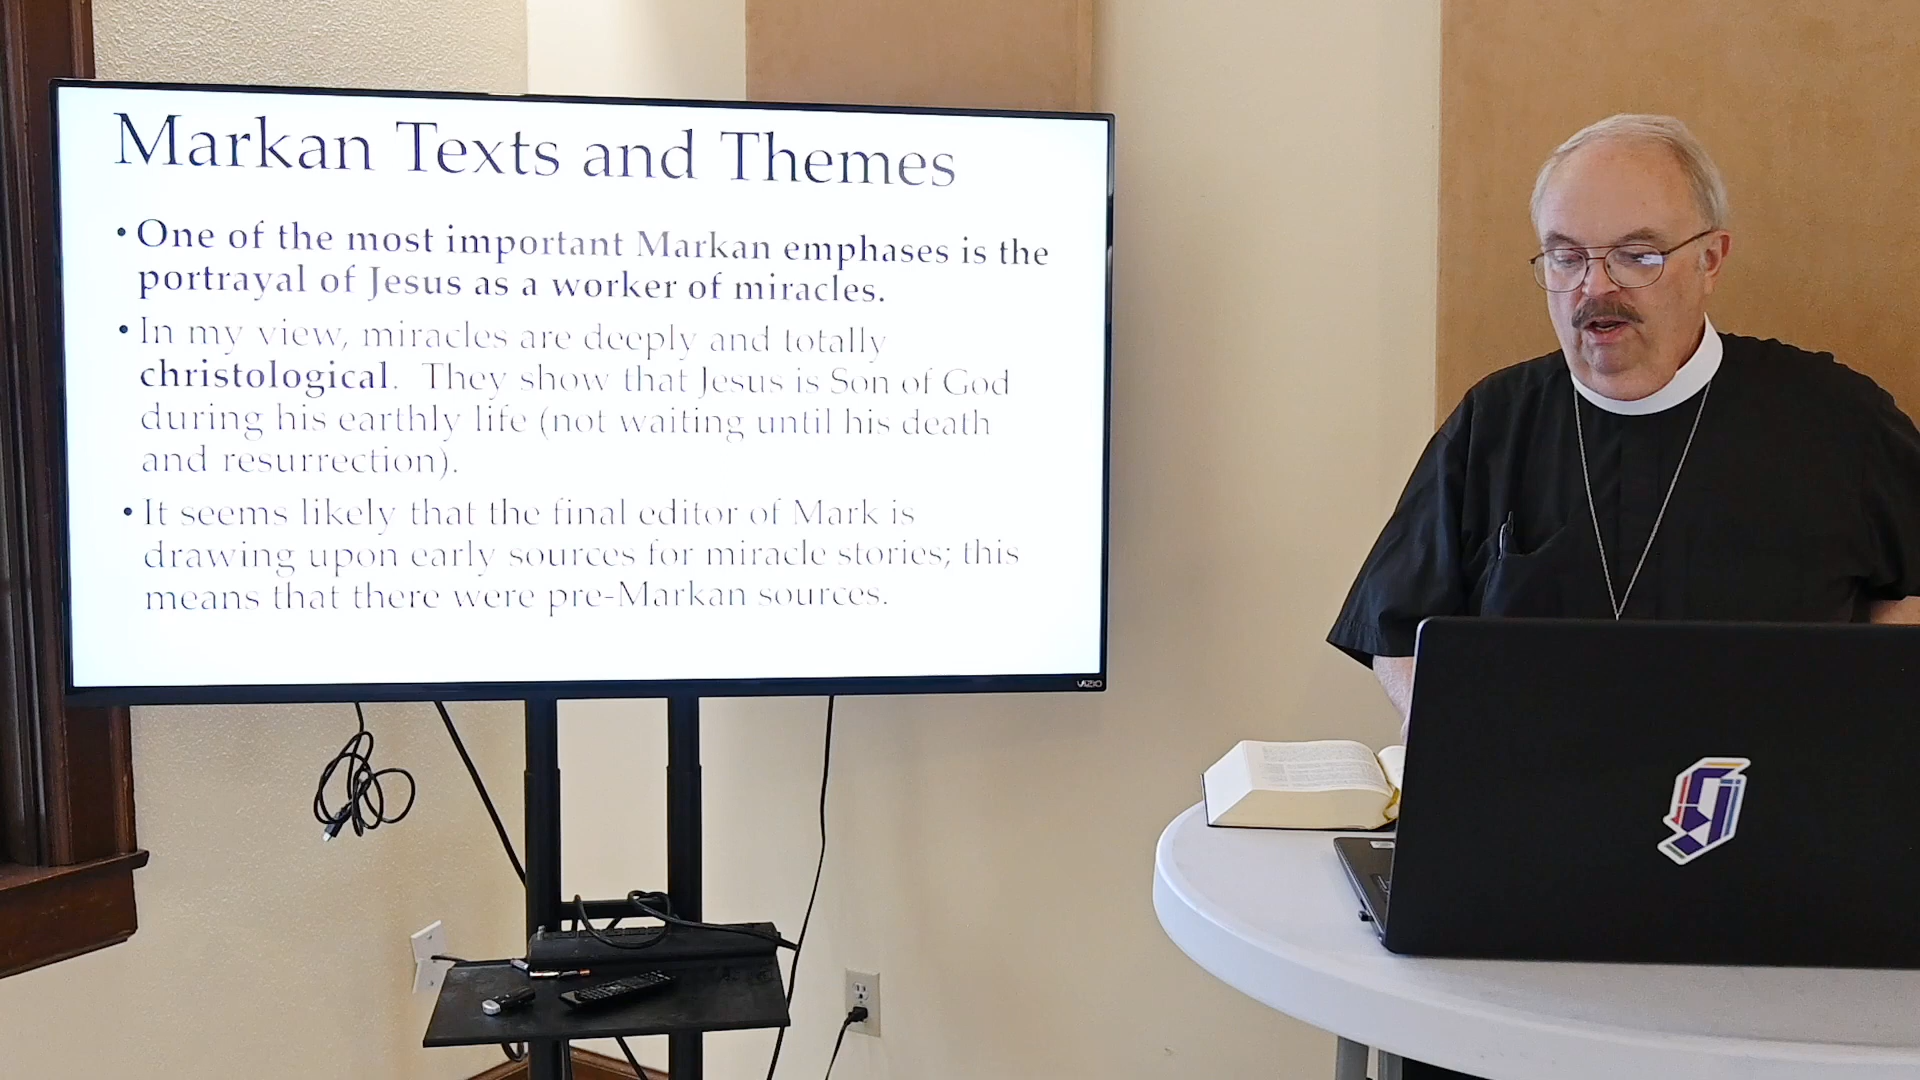 Markan Texts and Themes
• One of the most important Markan emphases is the
portrayal of Jesus as a worker of miracles.
• In my view, miracles are deeply and totally
christological. They show that Jesus is Son of God
during his earthly life (not waiting until his death
and resurrection).
• It seems likely that the final editor of Mark is
drawing upon early sources for miracle stories; this
means that there were pre-Markan sources.
VIZIO